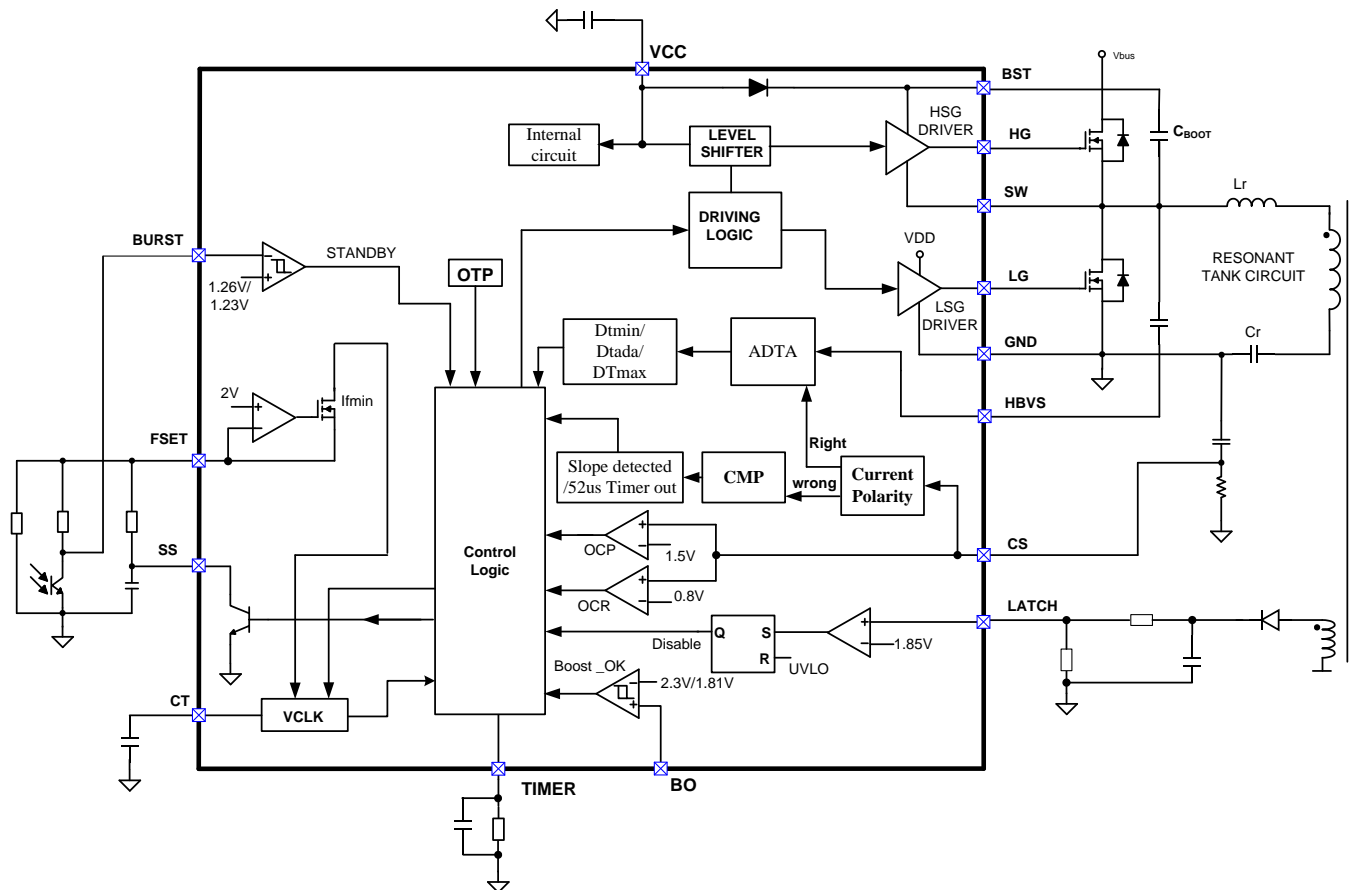 VCC
Vbus
BST
HSG
DRIVER
Internal
circuit
LEVEL
SHIFTER
HG
CBOOT
SW
Lr
DRIVING
LOGIC
BURST
STANDBY
VDD
RESONANT
TANK CIRCUIT
1.26V/
1.23V
OTP
LG
LSG
DRIVER
Dtmin/
Dtada/
DTmax
ADTA
GND
Cr
2V
Ifmin
HBVS
FSET
Right
Slope detected
/52us Timer out
CMP
wrong
Current
Polarity
SS
Control
Logic
OCP
1.5V
CS
OCR
0.8V
LATCH
Disable
Q
S
R
UVLO
1.85V
Boost _OK
2.3V/1.81V
CT
VCLK
TIMER
BO